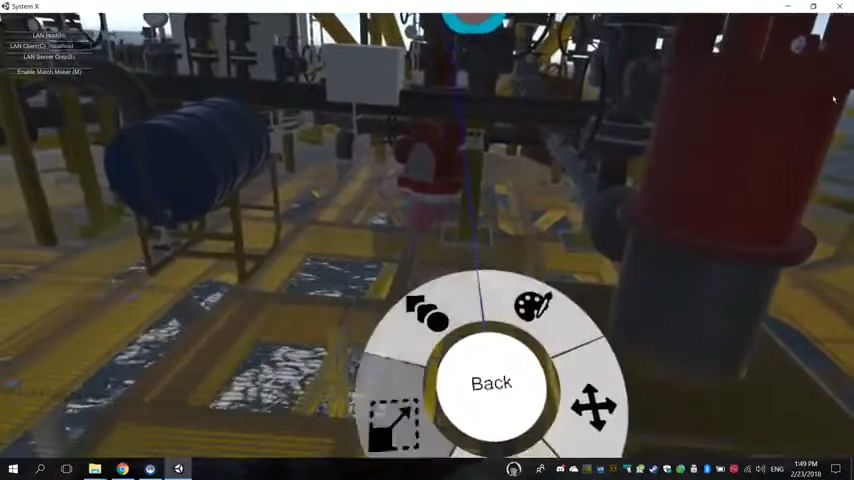 System X
LAN Host(H)
LAN Client(C) localhost
LAN Server Only(S)
Enable Match Maker (M)
Back
ENG
1:49 PM
2/23/2018